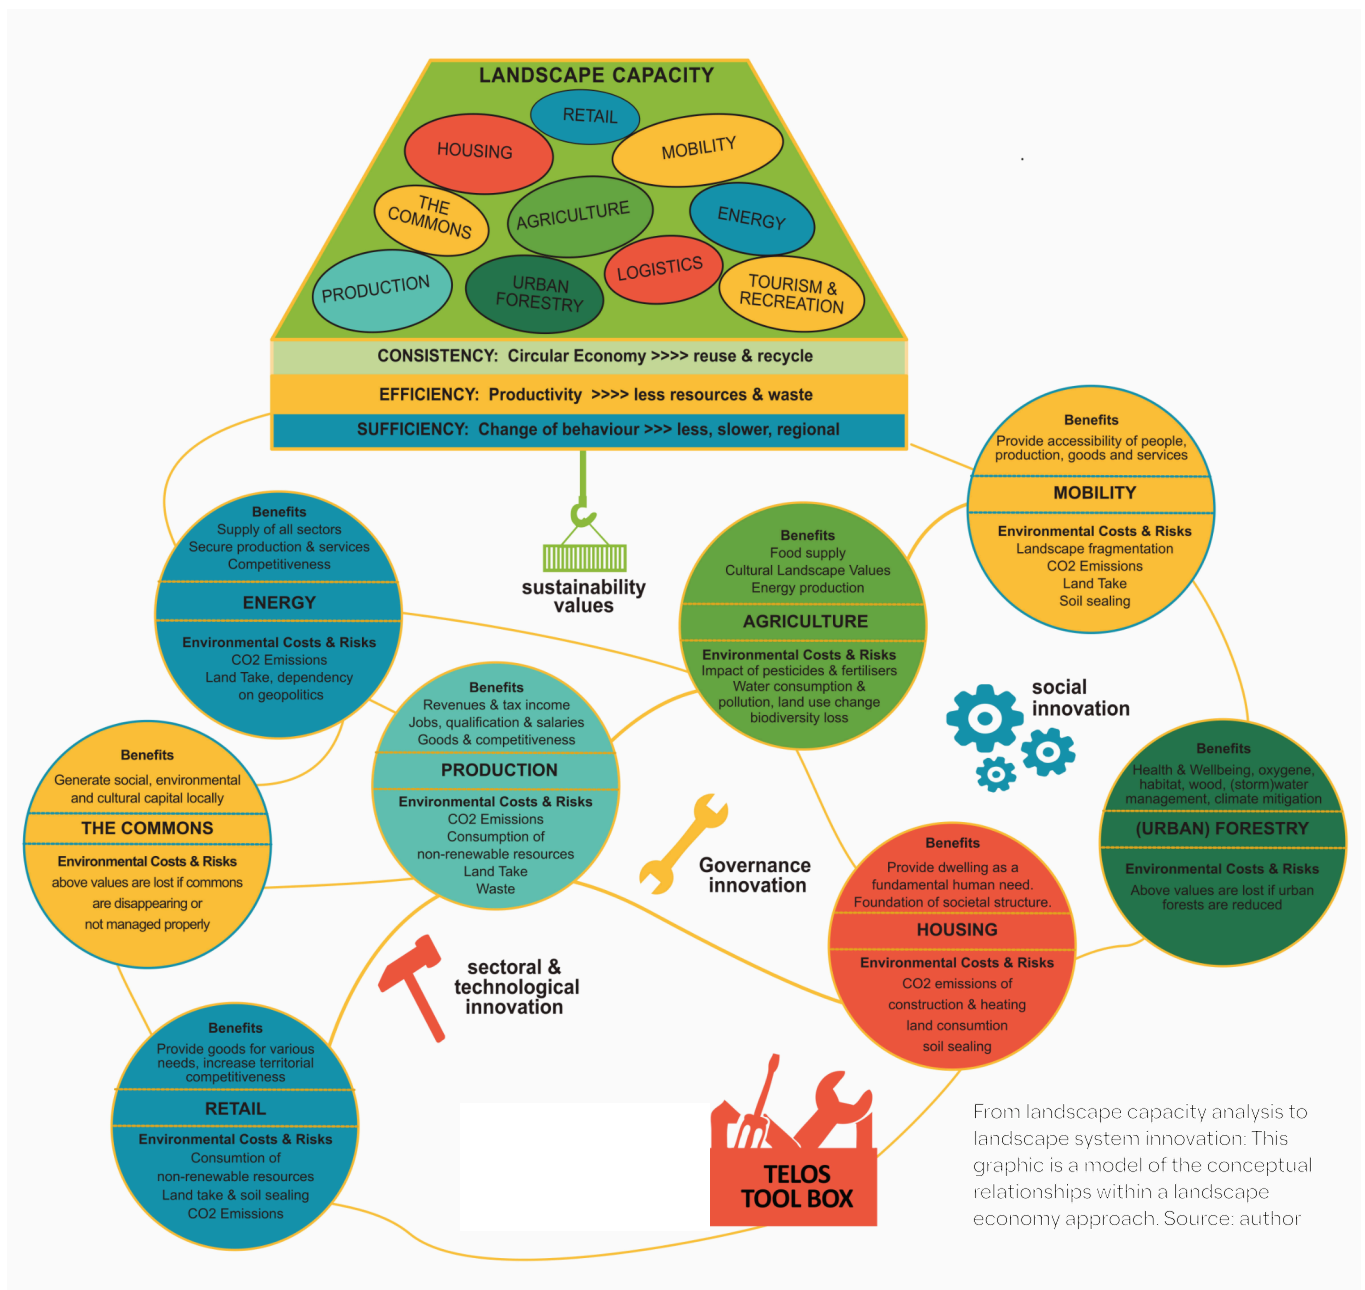 LANDSCAPE CAPACITY
RETAIL
HOUSING
MOBILITY
THE
COMMONS
AGRICULTURE
ENERGY
PRODUCTION
URBAN
FORESTRY
LOGISTICS
TOURISM &
RECREATION
CONSISTENCY: Circular Economy >>>> reuse & recycle
EFFICIENCY: Productivity >>>> less resources & waste
SUFFICIENCY: Change of behaviour >>> less, slower, regional
sustainability
values
Benefits
Provide accessibility of people,
production, goods and services
MOBILITY
Environmental Costs & Risks
Landscape fragmentation
CO2 Emissions
Land Take
Soil sealing
Benefits
Supply of all sectors
Secure production & services
Competitiveness
ENERGY
Environmental Costs & Risks
CO2 Emissions
Land Take, dependency
on geopolitics
Benefits
Food supply
Cultural Landscape Values
Energy production
AGRICULTURE
Environmental Costs & Risks
Impact of pesticides & fertilisers
Water consumption &
pollution, land use change
biodiversity loss
Benefits
Revenues & tax income
Jobs, qualification & salaries
Goods & competitiveness
PRODUCTION
Environmental Costs & Risks
CO2 Emissions
Consumption of
non-renewable resources
Land Take
Waste
social
innovation
Benefits
Generate social, environmental
and cultural capital locally
THE COMMONS
Environmental Costs & Risks
above values are lost if commons
are disappearing or
not managed properly
Benefits
Health & Wellbeing, oxygene,
habitat, wood, (storm)water
management, climate mitigation
(URBAN) FORESTRY
Environmental Costs & Risks
Above values are lost if urban
forests are reduced
Governance
innovation
Benefits
Provide dwelling as a
fundamental human need.
Foundation of societal structure.
HOUSING
Environmental Costs & Risks
CO2 emissions of
construction & heating
land consumtion
soil sealing
sectoral &
technological
innovation
Benefits
Provide goods for various
needs, increase territorial
competitiveness
RETAIL
Environmental Costs & Risks
Consumtion of
non-renewable resources
Land take & soil sealing
CO2 Emissions
TELOS
TOOL BOX
From landscape capacity analysis to
landscape system innovation: This
graphic is a model of the conceptual
relationships within a landscape
economy approach. Source: author